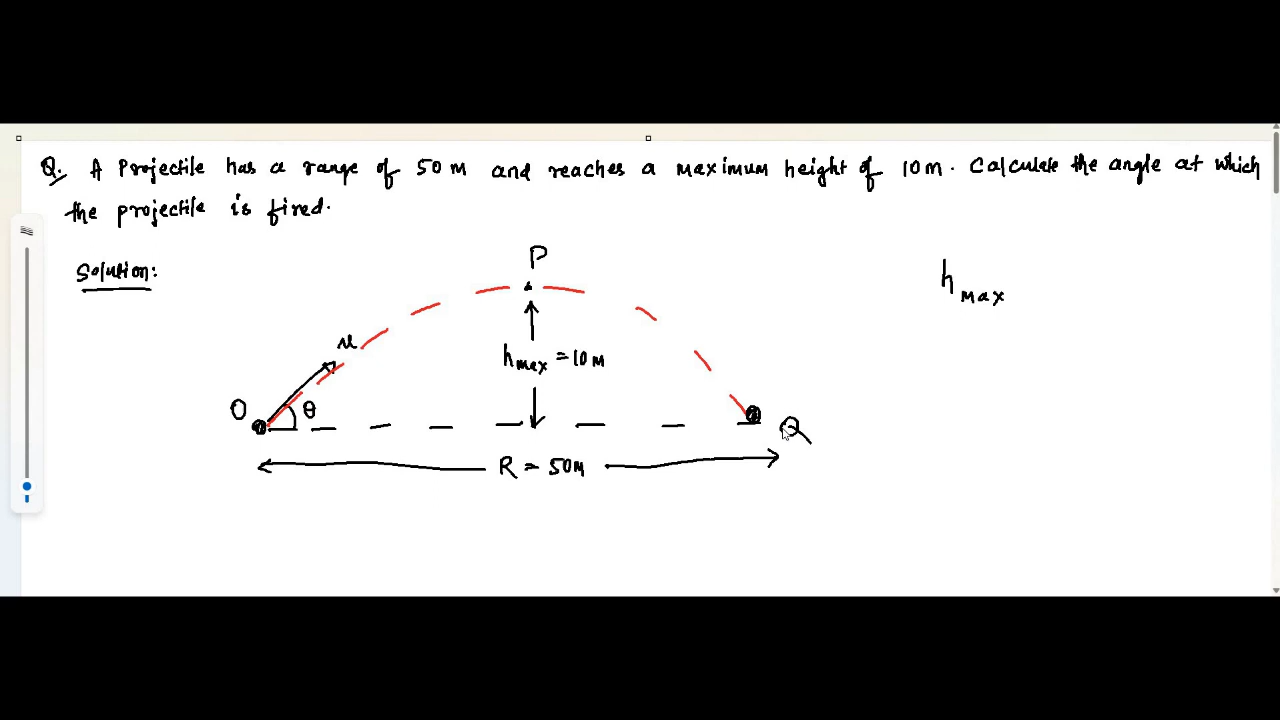 Q. A Projectile has a range of 50 m and reaches a maximum height of 10 m. Calculate the angle at which
the projectile is fired.
Solution:
P
h max
u
h max = 10 m
O
θ
Q
R = 50 m